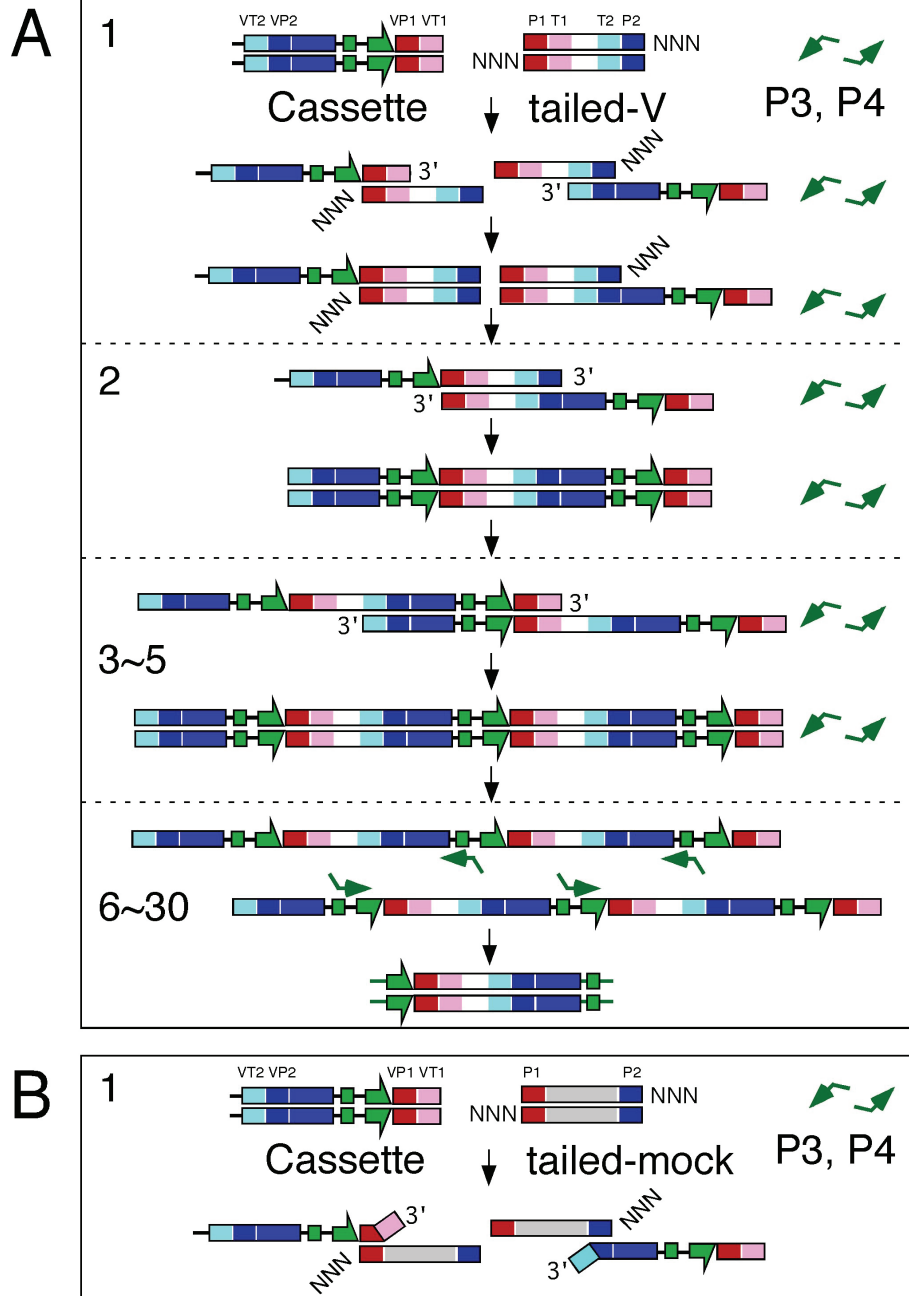 A
1
VT2 VP2
VP1 VT1
P1 T1
T2 P2
NNN
NNN
Cassette
tailed-V
P3, P4
3'
NNN
NNN
3'
NNN
NNN
2
3'
3'
3'
3'
3~5
6~30
B
1
VT2 VP2
VP1 VT1
P1
P2
NNN
NNN
Cassette
tailed-mock
P3, P4
3'
NNN
NNN
3'